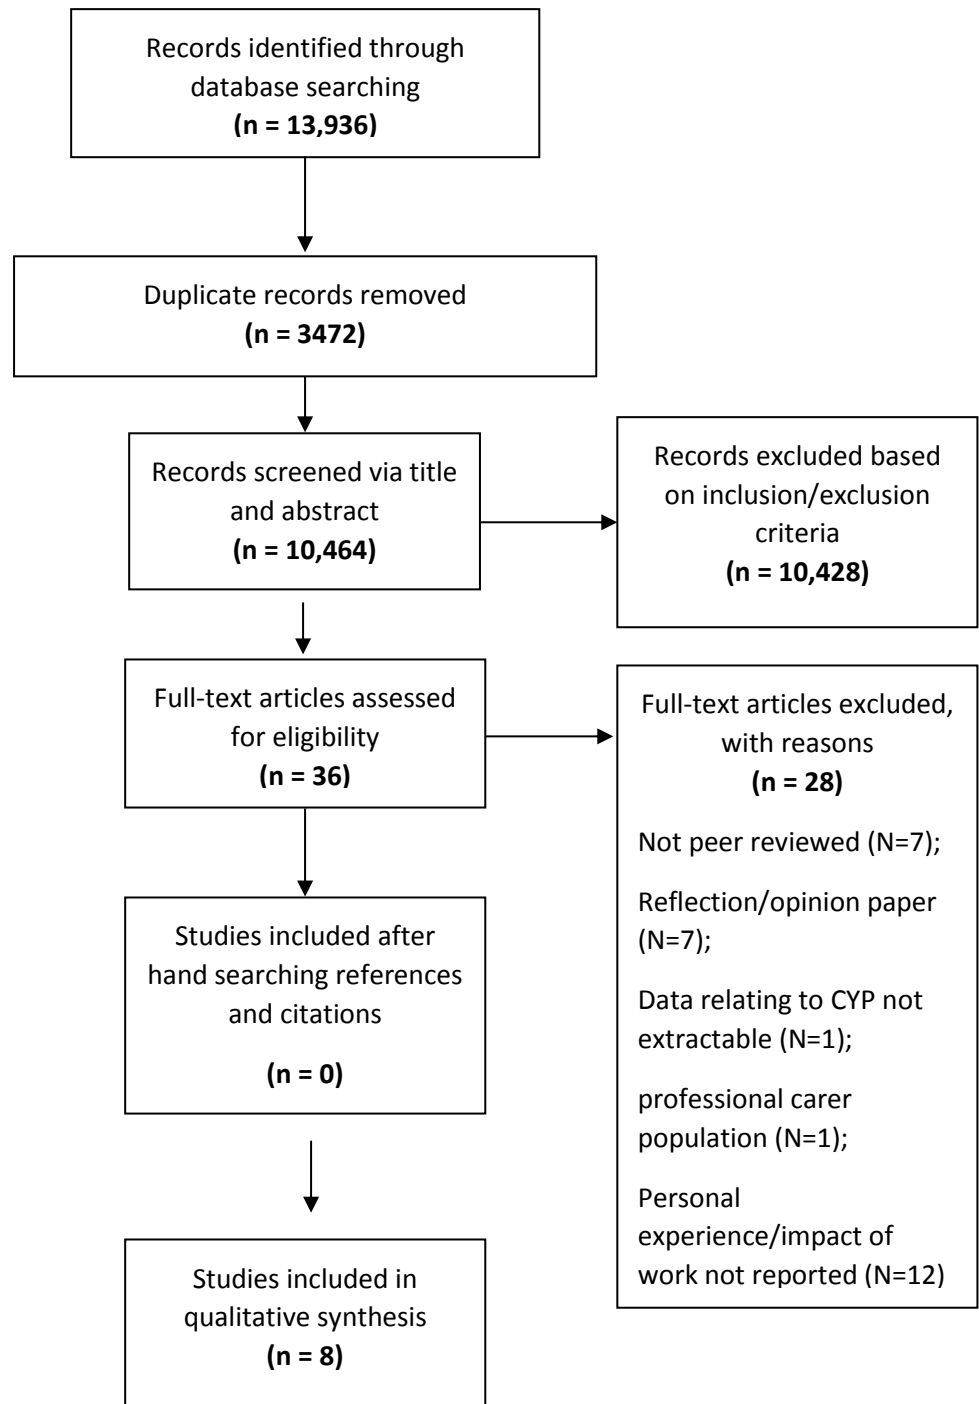 Records identified through
database searching
(n = 13,936)
Duplicate records removed
(n = 3472)
Records screened via title
and abstract
(n = 10,464)
Records excluded based
on inclusion/exclusion
criteria
(n = 10,428)
Full-text articles assessed
for eligibility
(n = 36)
Full-text articles excluded,
with reasons
(n = 28)
Not peer reviewed (N=7);
Reflection/opinion paper
(N=7);
Data relating to CYP not
extractable (N=1);
professional carer
population (N=1);
Personal
experience/impact of
work not reported (N=12)
Studies included after
hand searching references
and citations
(n = 0)
Studies included in
qualitative synthesis
(n = 8)